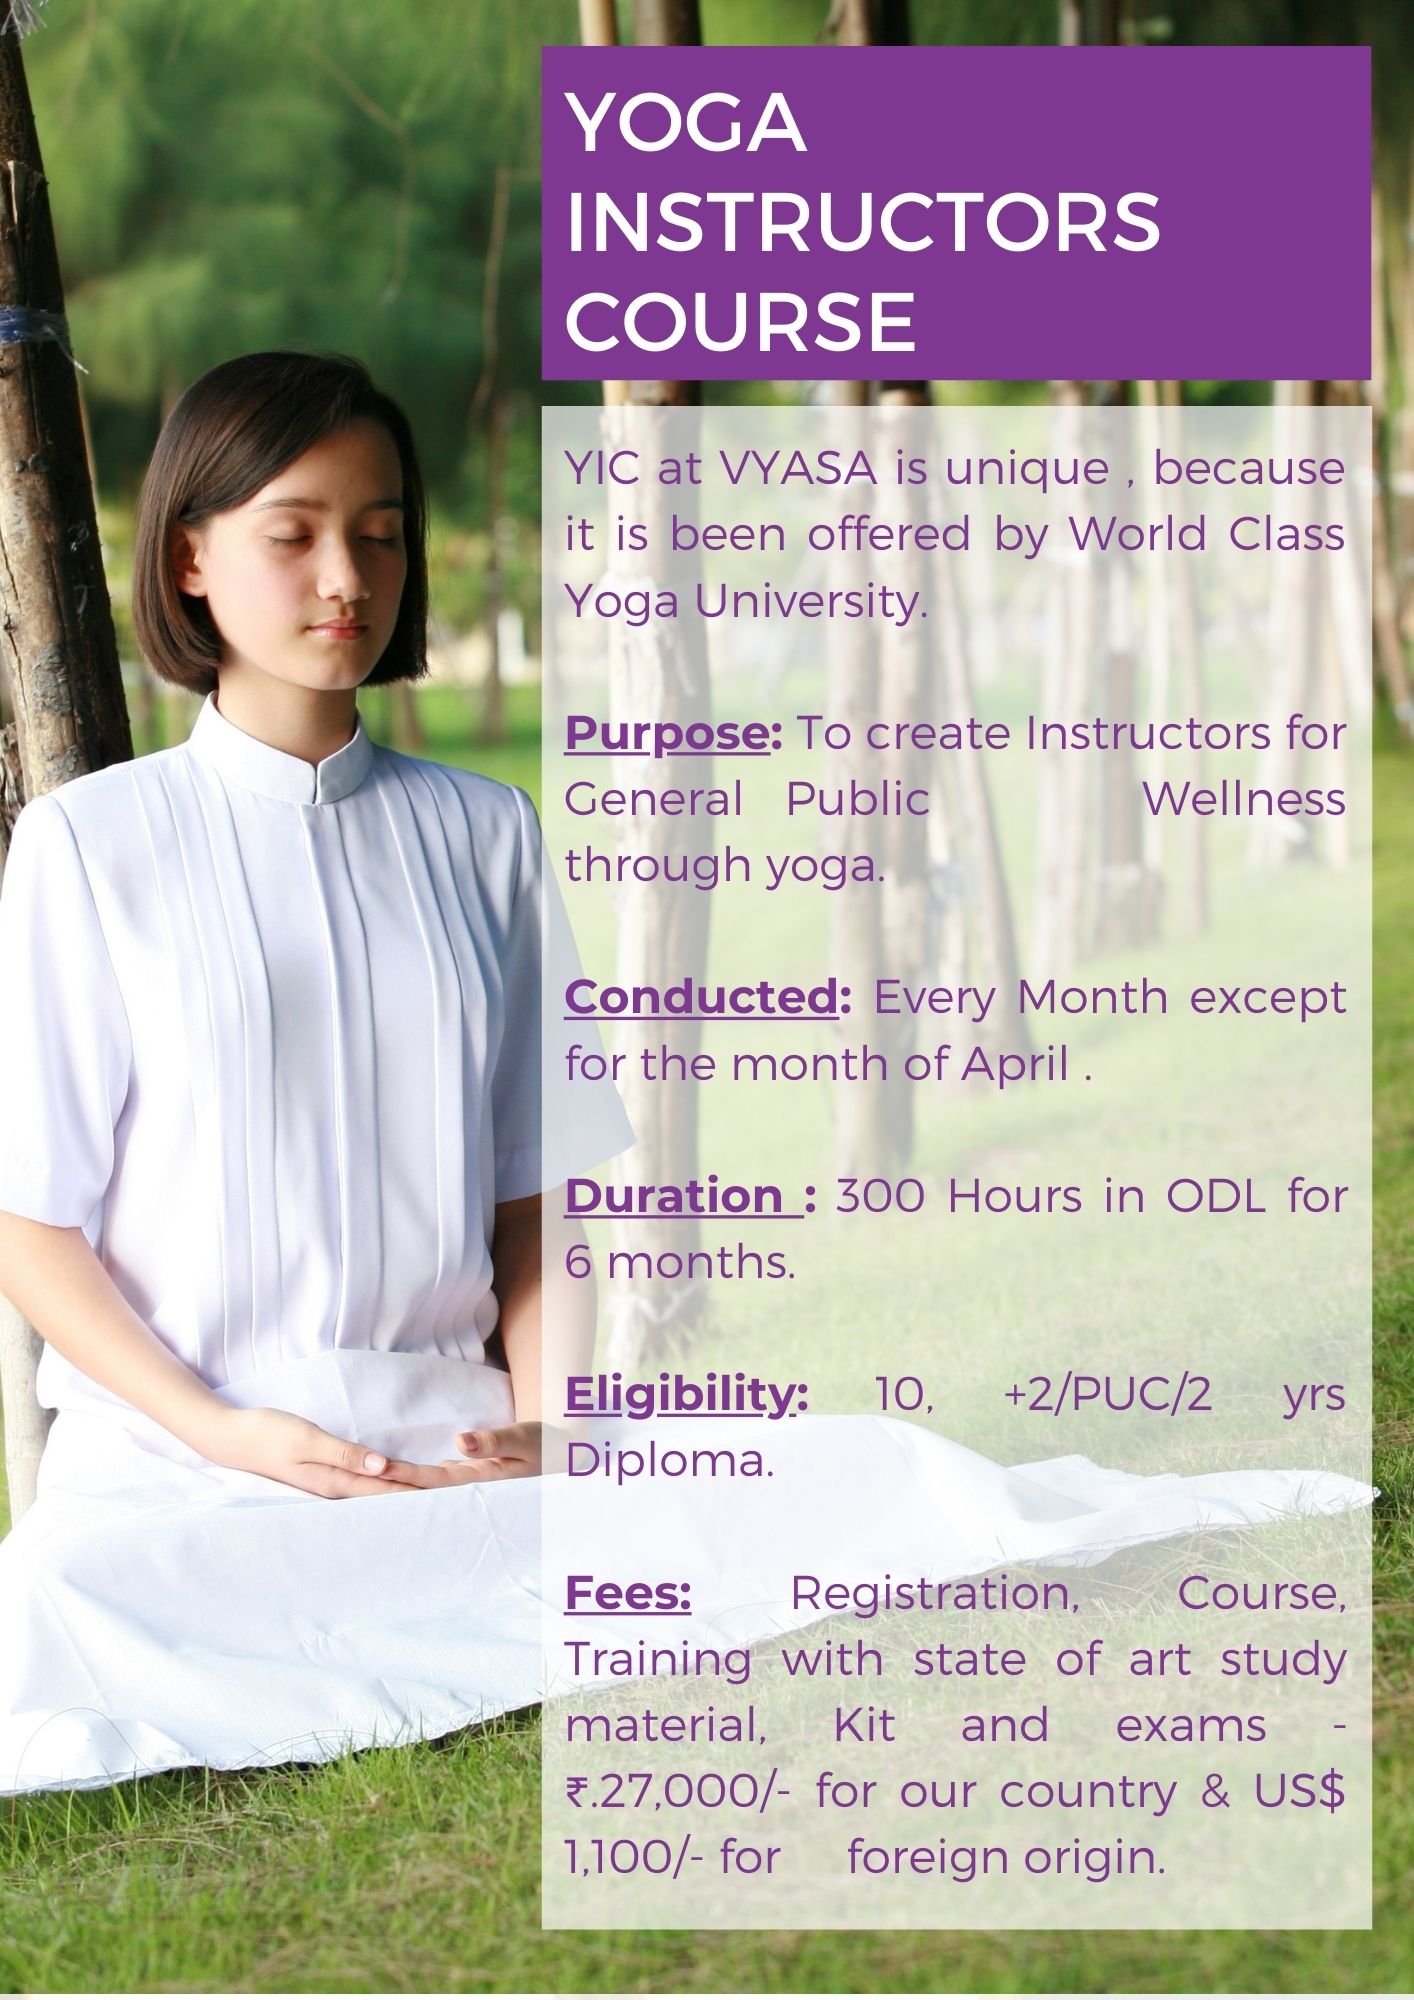 YOGA
INSTRUCTORS
COURSE
YIC at VYASA is unique , because
it is been offered by World Class
Yoga University.
Purpose: To create Instructors for
General Public Wellness
through yoga.
Conducted: Every Month except
for the month of April .
Duration : 300 Hours in ODL for
6 months.
Eligibility: 10, +2/PUC/2 yrs
Diploma.
Fees: Registration, Course,
Training with state of art study
material, Kit and exams -
₹.27,000/- for our country & US$
1,100/- for foreign origin.